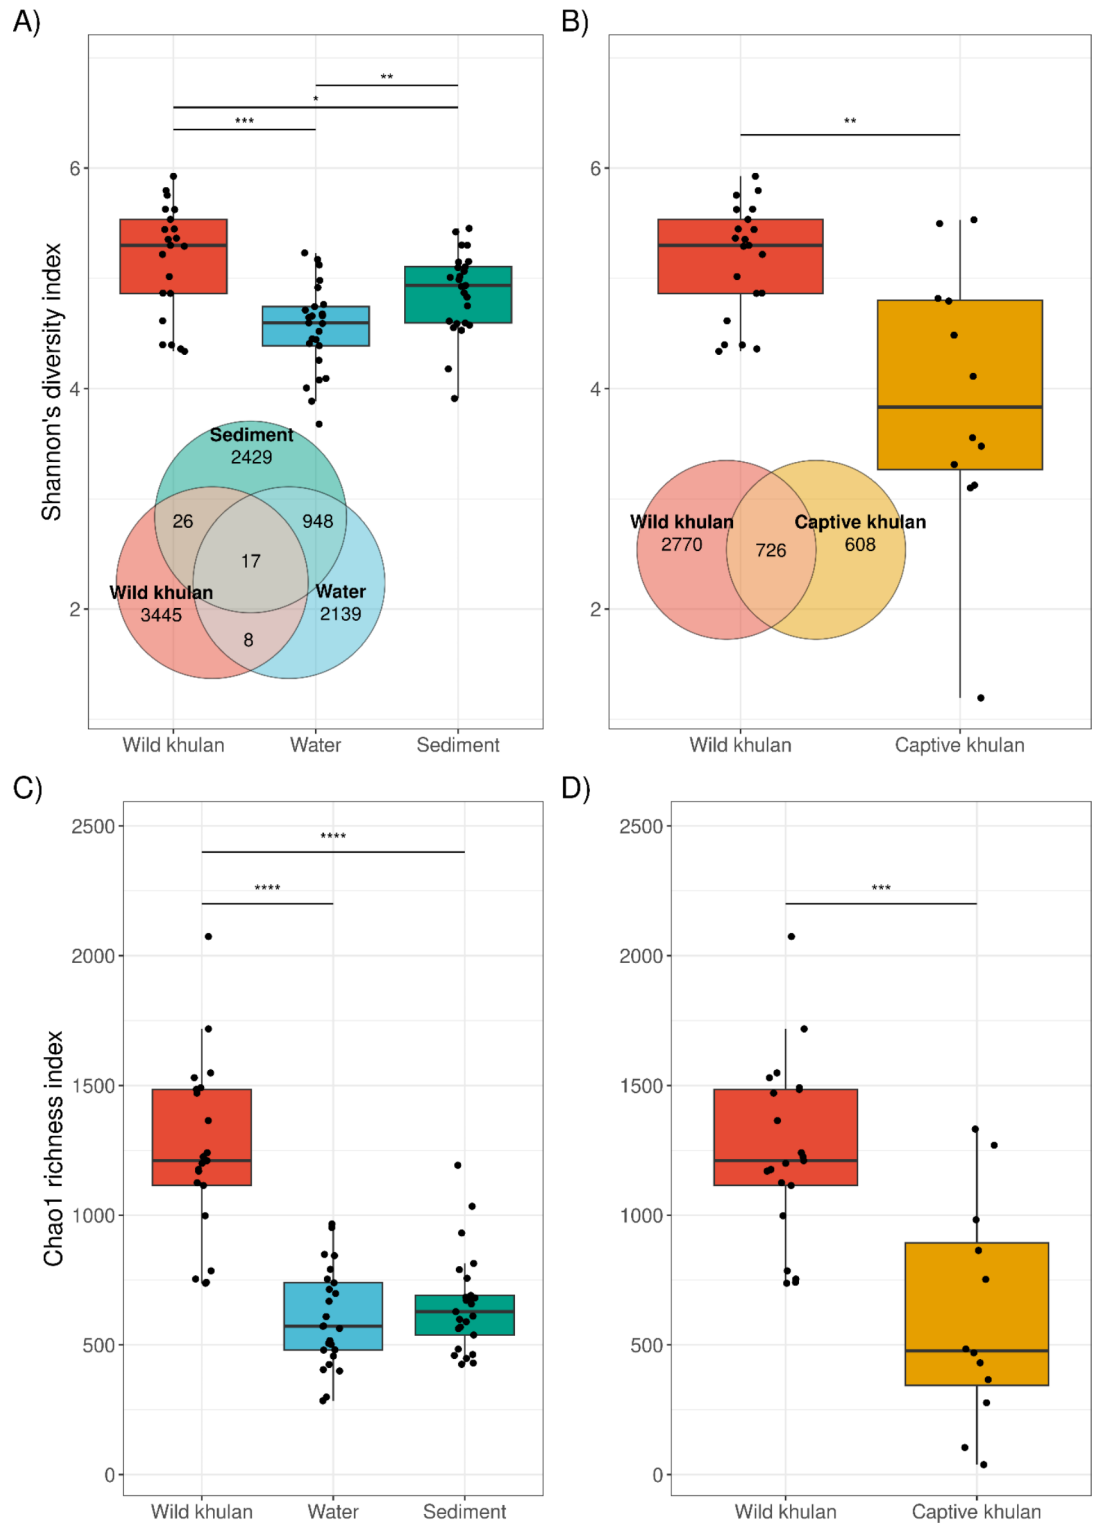 A)
B)
**
*
***
**
6
4
2
Shannon's diversity index
Sediment
2429
26
948
17
Wild khulan
3445
Water
2139
8
Wild khulan
Water
Sediment
6
4
2
Wild khulan
2770
726
Captive khulan
608
Wild khulan
Captive khulan
C)
D)
****
****
2500
2000
1500
1000
500
0
Chao1 richness index
Wild khulan
Water
Sediment
***
2500
2000
1500
1000
500
0
Wild khulan
Captive khulan